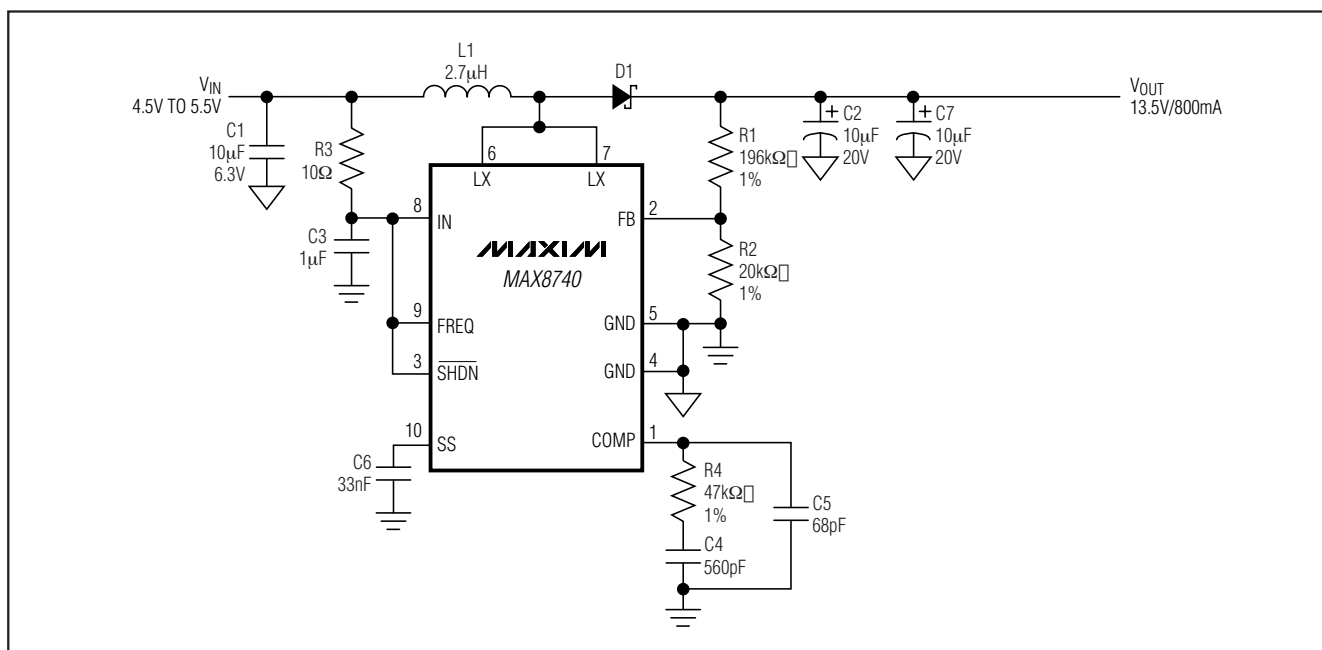 L1
2.7μH
D1
VIN
4.5V TO 5.5V
VOUT
13.5V/800mA
C1
10μF
6.3V
R3
10Ω
C2
10μF
20V
C7
10μF
20V
R1
196kΩ▯
1%
6
7
LX
LX
8
IN
FB
2
C3
1μF
MAXIM
MAX8740
R2
20kΩ▯
1%
9
FREQ
GND
5
3
SHDN
GND
4
10
SS
COMP
1
C6
33nF
R4
47kΩ▯
1%
C5
68pF
C4
560pF